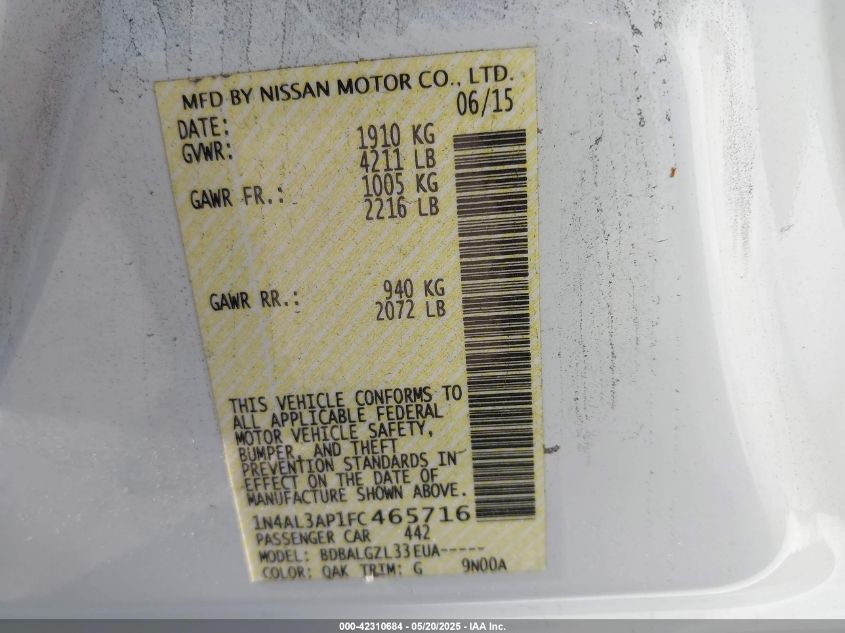 MFD BY NISSAN MOTOR CO., LTD.
DATE: 06/15
GVWR: 1910 KG
4211 LB
GAWR FR.: 1005 KG
2216 LB
GAWR RR.: 940 KG
2072 LB
THIS VEHICLE CONFORMS TO
ALL APPLICABLE FEDERAL
MOTOR VEHICLE SAFETY,
BUMPER, AND THEFT
PREVENTION STANDARDS IN
EFFECT ON THE DATE OF
MANUFACTURE SHOWN ABOVE.
1N4AL3AP1FC465716
PASSENGER CAR 442
MODEL: BDBALGZL33EUA-----
COLOR: QAK TRIM: G 9N00A
000-42310684 - 05/20/2025 - IAA Inc.